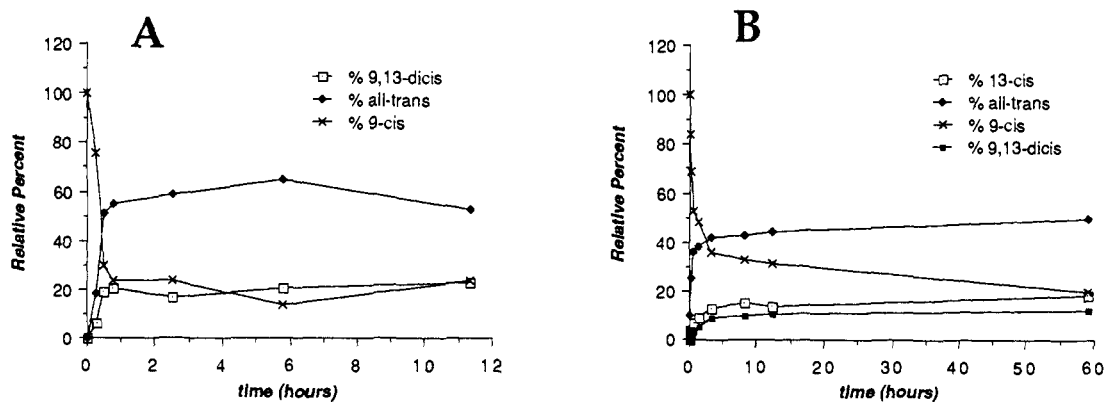 A
120
100
80
60
40
20
0
Relative Percent
% 9,13-dicis
% all-trans
% 9-cis
0 2 4 6 8 10 12
time (hours)
B
120
100
80
60
40
20
0
Relative Percent
% 13-cis
% all-trans
% 9-cis
% 9,13-dicis
0 10 20 30 40 50 60
time (hours)